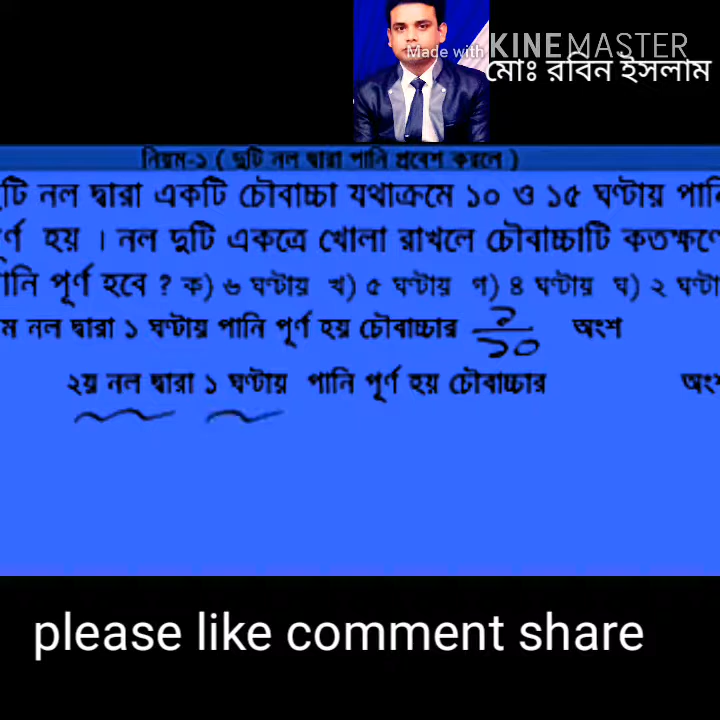 Made with KINEMASTER
মোঃ রবিন ইসলাম
নিয়ম-১ ( দুটি নল দ্বারা পানি প্রবেশ করলে )
টি নল দ্বারা একটি চৌবাচ্চা যথাক্রমে ১০ ও ১৫ ঘণ্টায় পানি
র্ণ হয় । নল দুটি একত্রে খোলা রাখলে চৌবাচ্চাটি কতক্ষণে
ানি পূর্ণ হবে ? ক) ৬ ঘণ্টায় খ) ৫ ঘণ্টায় গ) ৪ ঘণ্টায় ঘ) ২ ঘণ্টা
ম নল দ্বারা ১ ঘণ্টায় পানি পূর্ণ হয় চৌবাচ্চার ১/১০ অংশ
২য় নল দ্বারা ১ ঘণ্টায় পানি পূর্ণ হয় চৌবাচ্চার অংশ
please like comment share